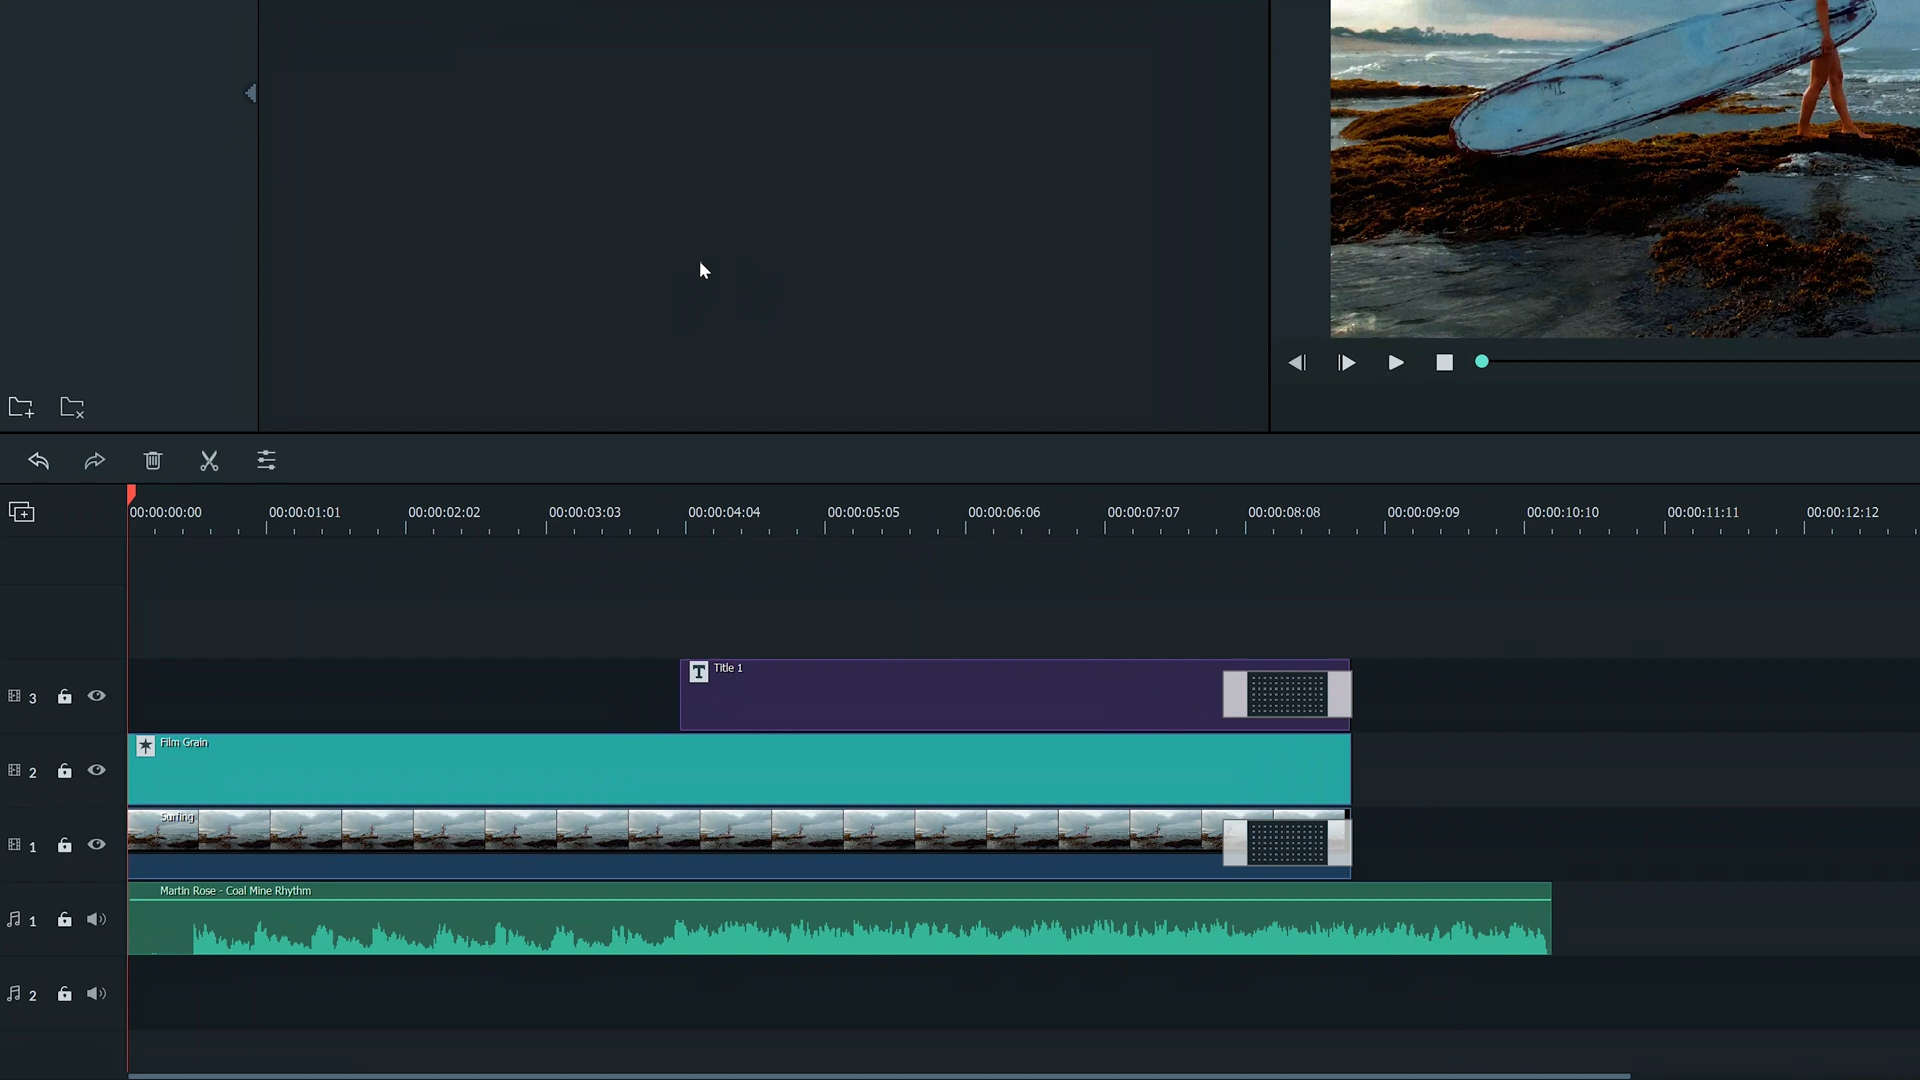 00:00:00:00 00:00:01:01 00:00:02:02 00:00:03:03 00:00:04:04 00:00:05:05 00:00:06:06 00:00:07:07 00:00:08:08 00:00:09:09 00:00:10:10 00:00:11:11 00:00:12:12
T Title 1
3
Film Grain
2
Surfing
1
Martin Rose - Coal Mine Rhythm
1
2